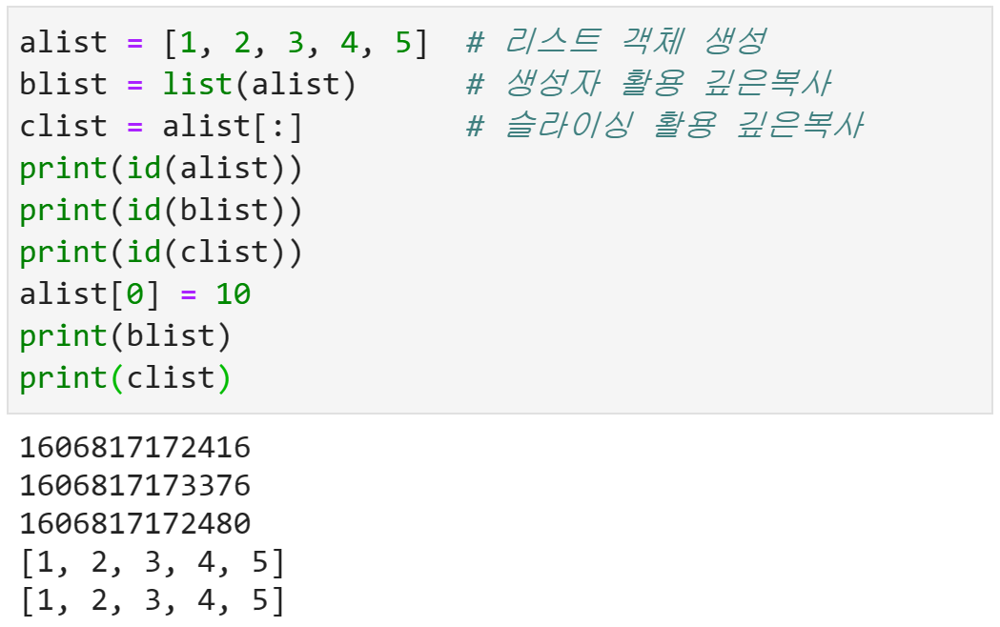 alist = [1, 2, 3, 4, 5]  # 리스트 객체 생성
blist = list(alist)      # 생성자 활용 깊은복사
clist = alist[:]         # 슬라이싱 활용 깊은복사
print(id(alist))
print(id(blist))
print(id(clist))
alist[0] = 10
print(blist)
print(clist)
1606817172416
1606817173376
1606817172480
[1, 2, 3, 4, 5]
[1, 2, 3, 4, 5]